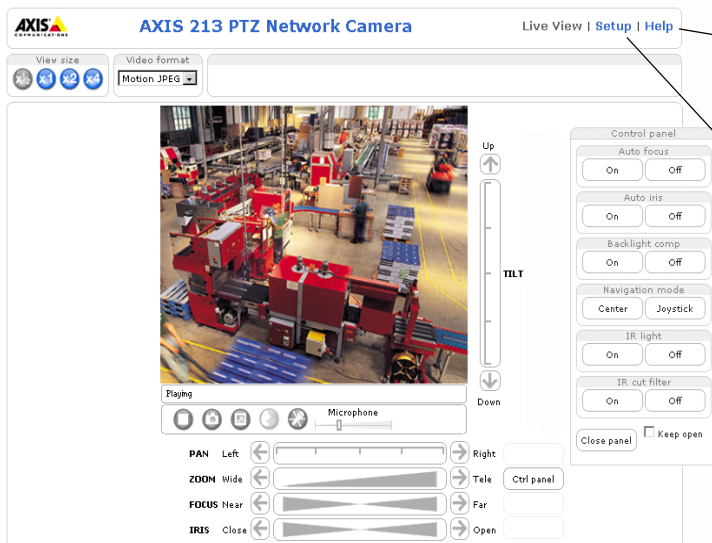 AXIS
COMMUNICATIONS
AXIS 213 PTZ Network Camera
Live View | Setup | Help
View size
x½ x1 x2 x4
Video format
Motion JPEG
Up
TILT
Down
Control panel
Auto focus
On Off
Auto iris
On Off
Backlight comp
On Off
Navigation mode
Center Joystick
IR light
On Off
IR cut filter
On Off
Close panel Keep open
Playing
Microphone
PAN Left Right
ZOOM Wide Tele Ctrl panel
FOCUS Near Far
IRIS Close Open